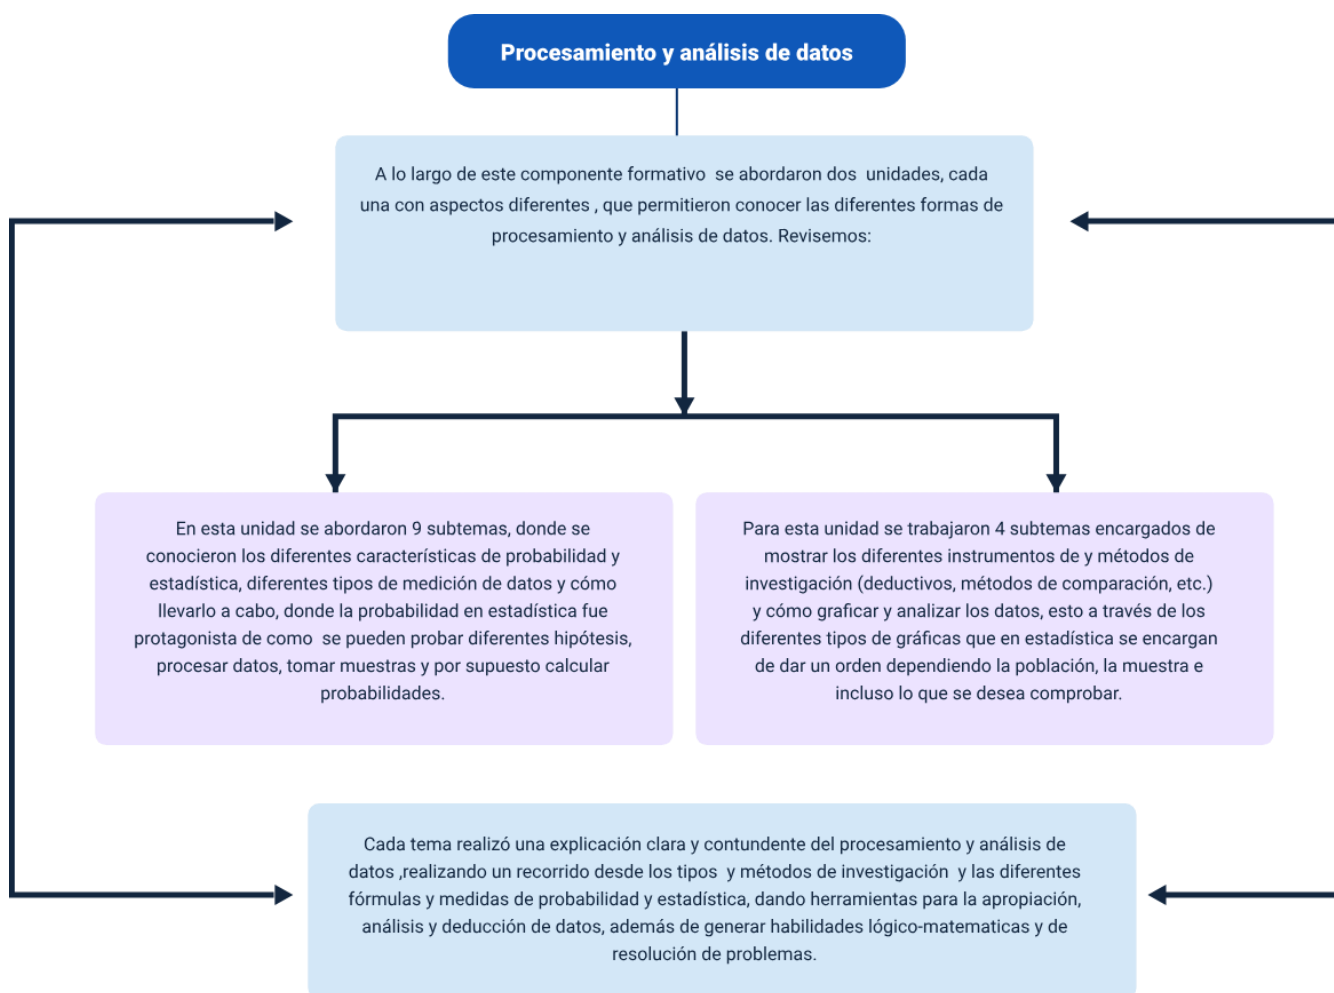 Procesamiento y análisis de datos
A lo largo de este componente formativo  se abordaron dos  unidades, cada
una con aspectos diferentes , que permitieron conocer las diferentes formas de
procesamiento y análisis de datos. Revisemos:
En esta unidad se abordaron 9 subtemas, donde se
conocieron los diferentes características de probabilidad y
estadística, diferentes tipos de medición de datos y cómo
llevarlo a cabo, donde la probabilidad en estadística fue
protagonista de como  se pueden probar diferentes hipótesis,
procesar datos, tomar muestras y por supuesto calcular
probabilidades.
Para esta unidad se trabajaron 4 subtemas encargados de
mostrar los diferentes instrumentos de y métodos de
investigación (deductivos, métodos de comparación, etc.)
y cómo graficar y analizar los datos, esto a través de los
diferentes tipos de gráficas que en estadística se encargan
de dar un orden dependiendo la población, la muestra e
incluso lo que se desea comprobar.
Cada tema realizó una explicación clara y contundente del procesamiento y análisis de
datos ,realizando un recorrido desde los tipos  y métodos de investigación  y las diferentes
fórmulas y medidas de probabilidad y estadística, dando herramientas para la apropiación,
análisis y deducción de datos, además de generar habilidades lógico-matematicas y de
resolución de problemas.